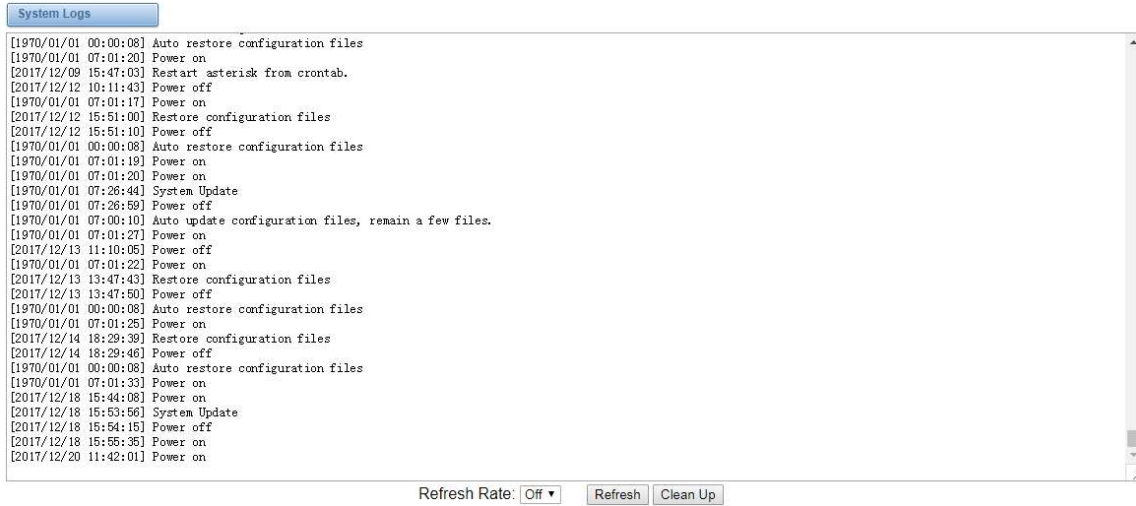 System Logs
[1970/01/01 00:00:08] Auto restore configuration files
[1970/01/01 07:01:20] Power on
[2017/12/09 15:47:03] Restart asterisk from crontab.
[2017/12/12 10:11:43] Power off
[1970/01/01 07:01:17] Power on
[2017/12/12 15:51:00] Restore configuration files
[2017/12/12 15:51:10] Power off
[1970/01/01 00:00:08] Auto restore configuration files
[1970/01/01 07:01:19] Power on
[1970/01/01 07:01:20] Power on
[1970/01/01 07:26:44] System Update
[1970/01/01 07:26:59] Power off
[1970/01/01 07:00:10] Auto update configuration files, remain a few files.
[1970/01/01 07:01:27] Power on
[2017/12/13 11:10:05] Power off
[1970/01/01 07:01:22] Power on
[2017/12/13 13:47:43] Restore configuration files
[2017/12/13 13:47:50] Power off
[1970/01/01 00:00:08] Auto restore configuration files
[1970/01/01 07:01:25] Power on
[2017/12/14 18:29:39] Restore configuration files
[2017/12/14 18:29:46] Power off
[1970/01/01 00:00:08] Auto restore configuration files
[1970/01/01 07:01:33] Power on
[2017/12/18 15:44:08] Power on
[2017/12/18 15:53:56] System Update
[2017/12/18 15:54:15] Power off
[2017/12/18 15:55:35] Power on
[2017/12/20 11:42:01] Power on
Refresh Rate: Off Refresh Clean Up